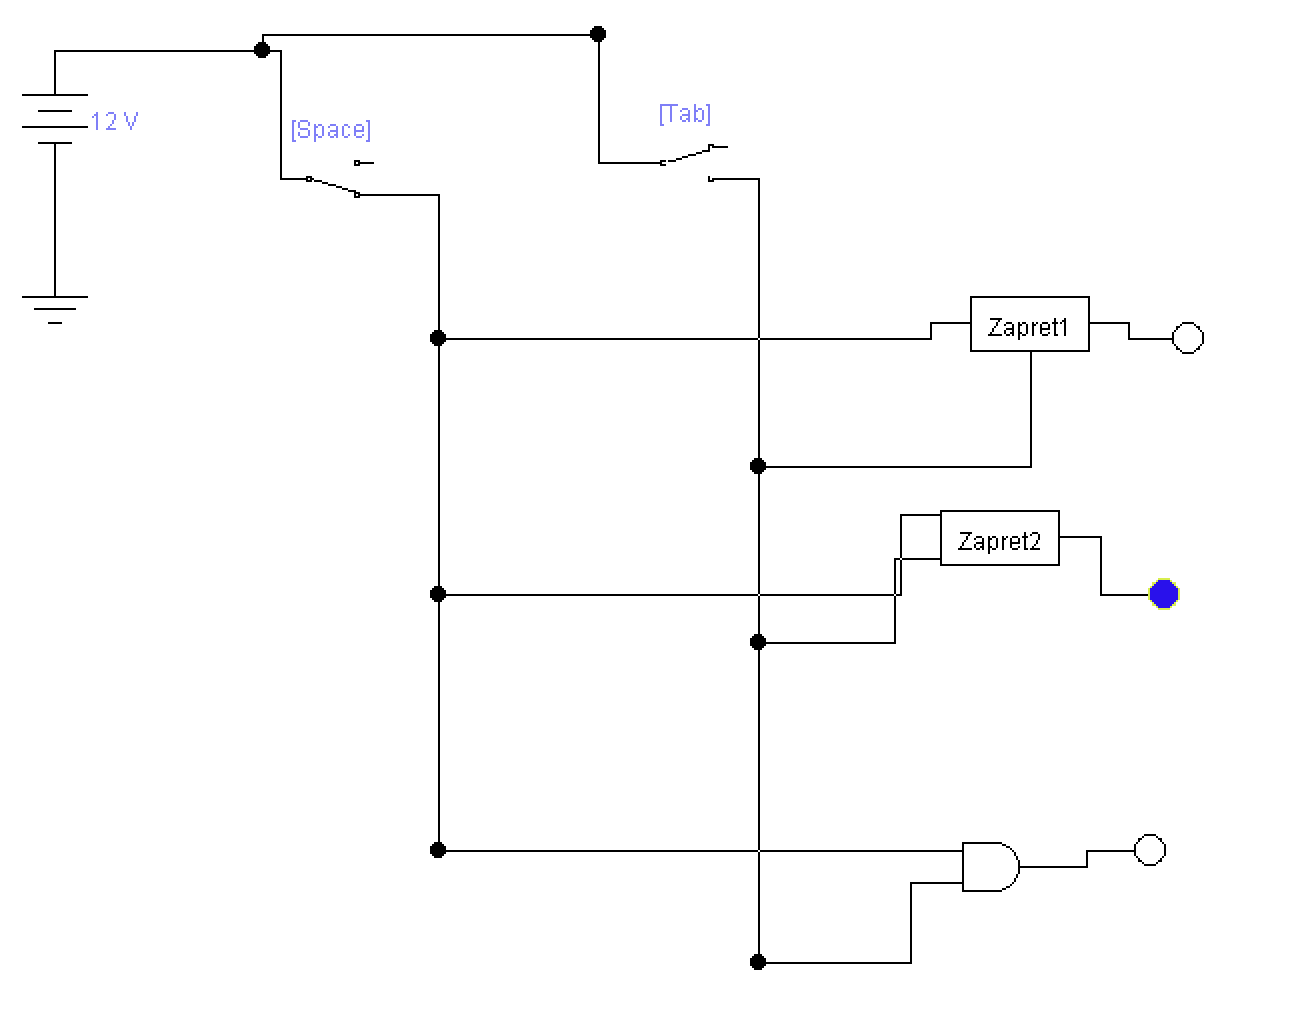 12 V
[Space]
[Tab]
Zapret1
Zapret2